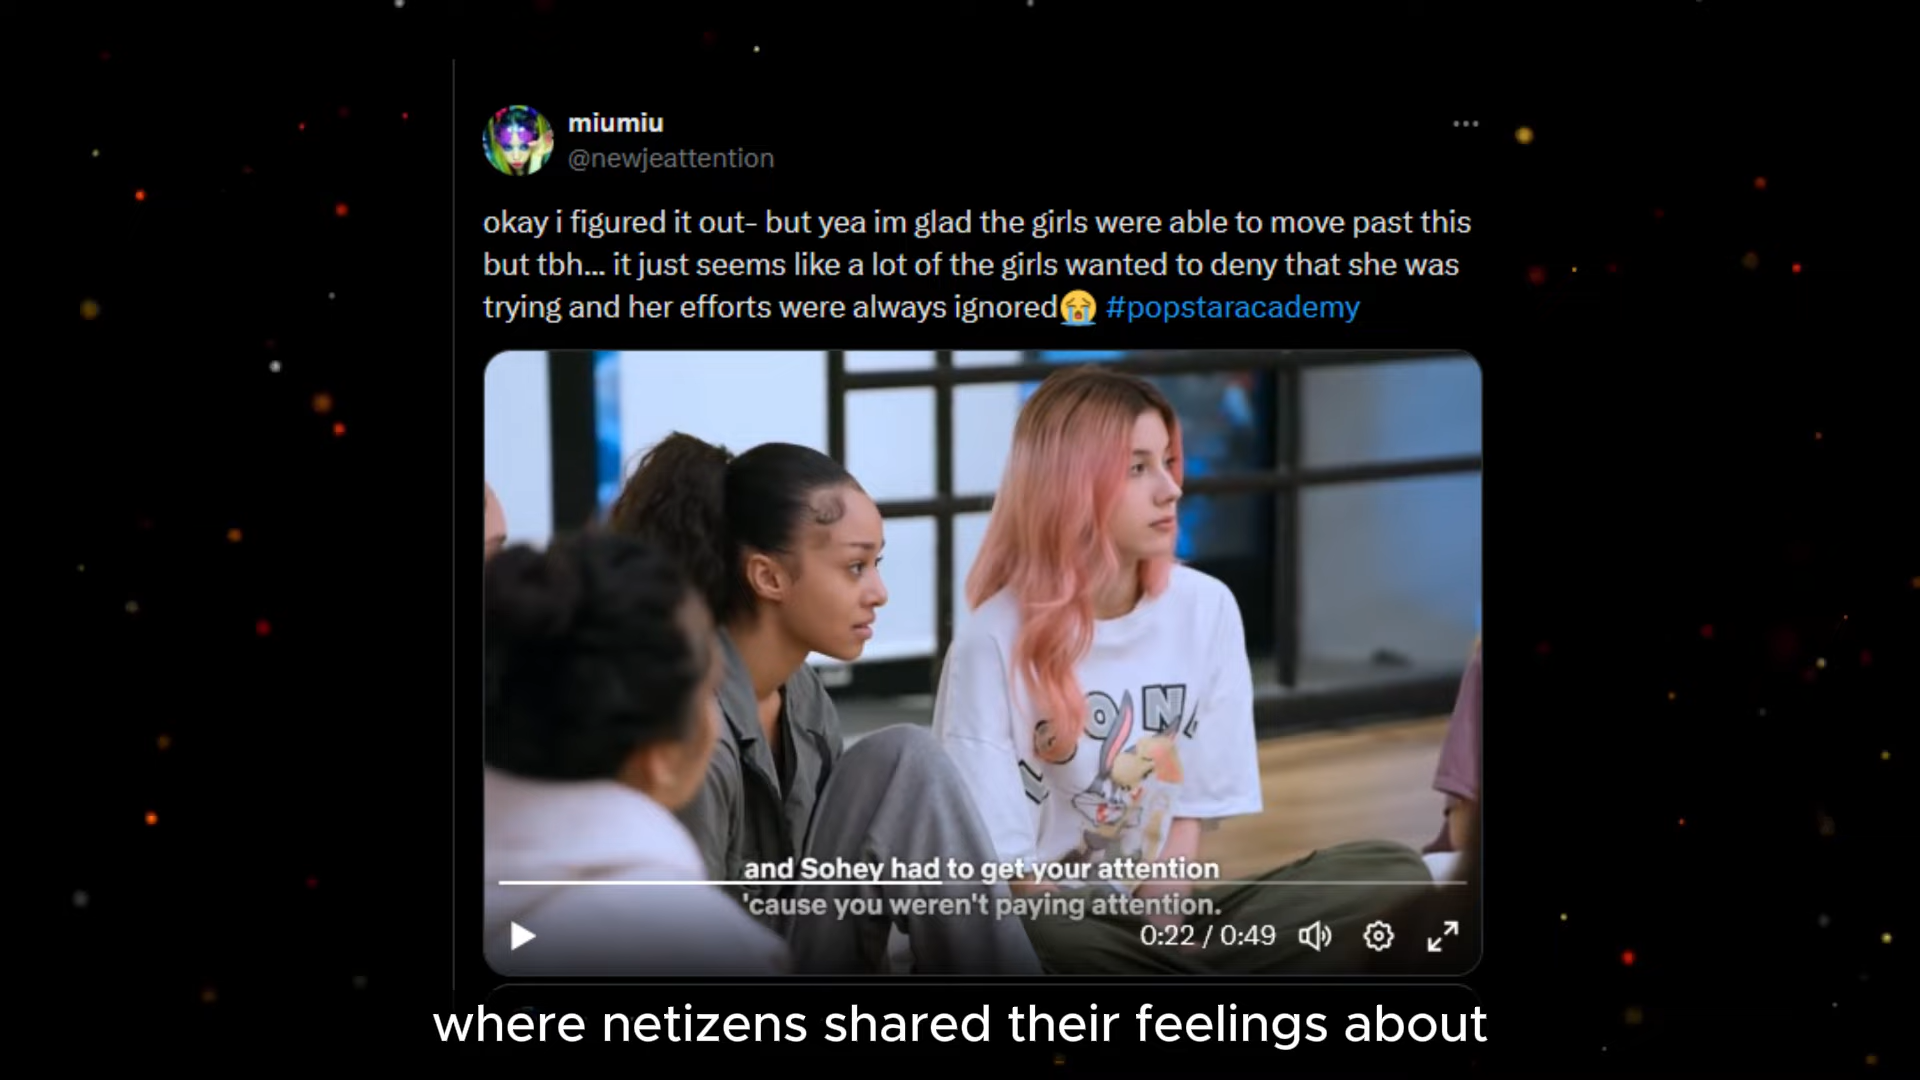 miumiu
@newjeattention
okay i figured it out- but yea im glad the girls were able to move past this
but tbh... it just seems like a lot of the girls wanted to deny that she was
trying and her efforts were always ignored😭 #popstaracademy
and Sohey had to get your attention
'cause you weren't paying attention.
0:22 / 0:49
where netizens shared their feelings about